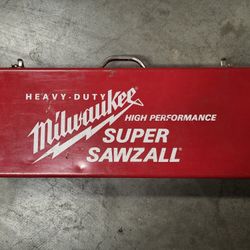 HEAVY-DUTY
Milwaukee
HIGH PERFORMANCE
SUPER
SAWZALL®